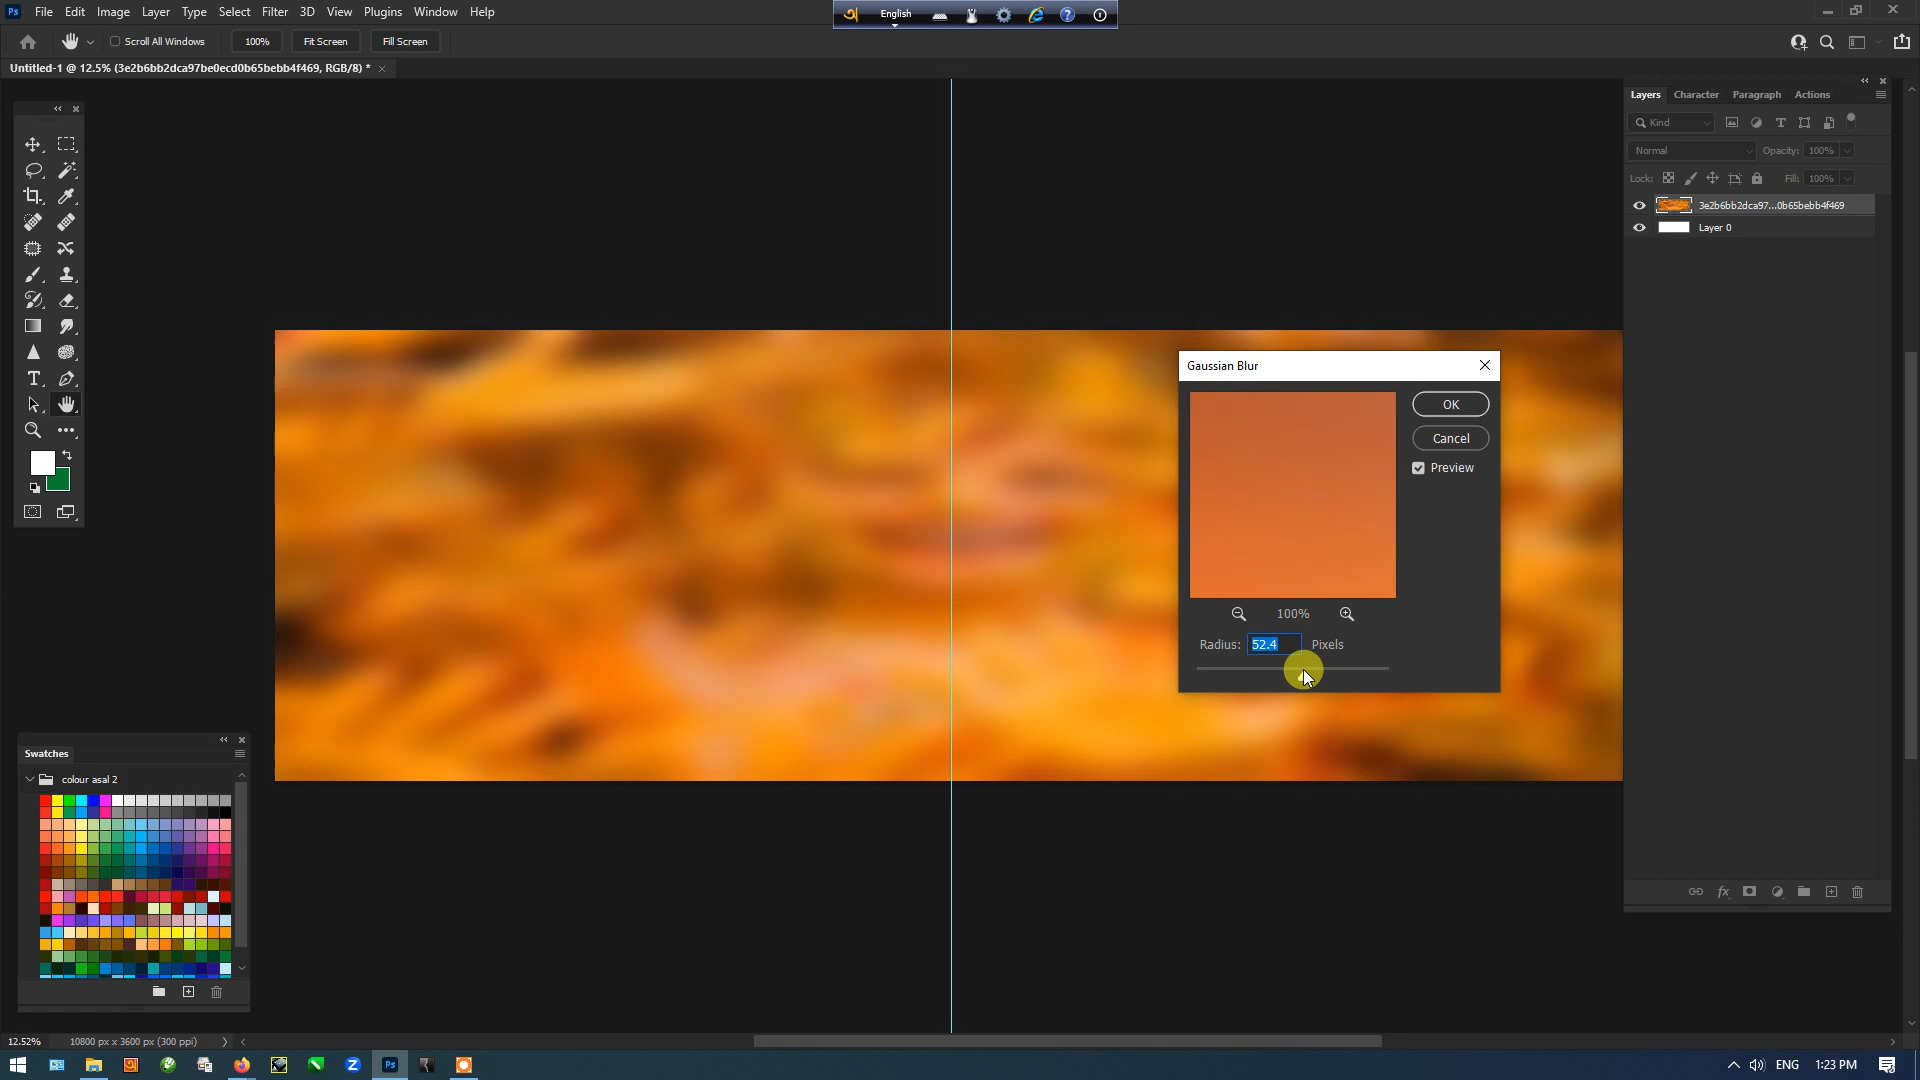 Ps File Edit Image Layer Type Select Filter 3D View Plugins Window Help
English
Scroll All Windows 100% Fit Screen Fill Screen
Untitled-1 @ 12.5% (3e2b6bb2dca97be0ecd0b65bebb4f469, RGB/8) *
Layers Character Paragraph Actions
Kind
Normal Opacity: 100%
Lock: Fill: 100%
3e2b6bb2dca97...0b65bebb4f469
Layer 0
Gaussian Blur
OK
Cancel
Preview
100%
Radius: 52.4 Pixels
Swatches
colour asal 2
fx
12.52% 10800 px x 3600 px (300 ppi)
Ps
ENG 1:23 PM